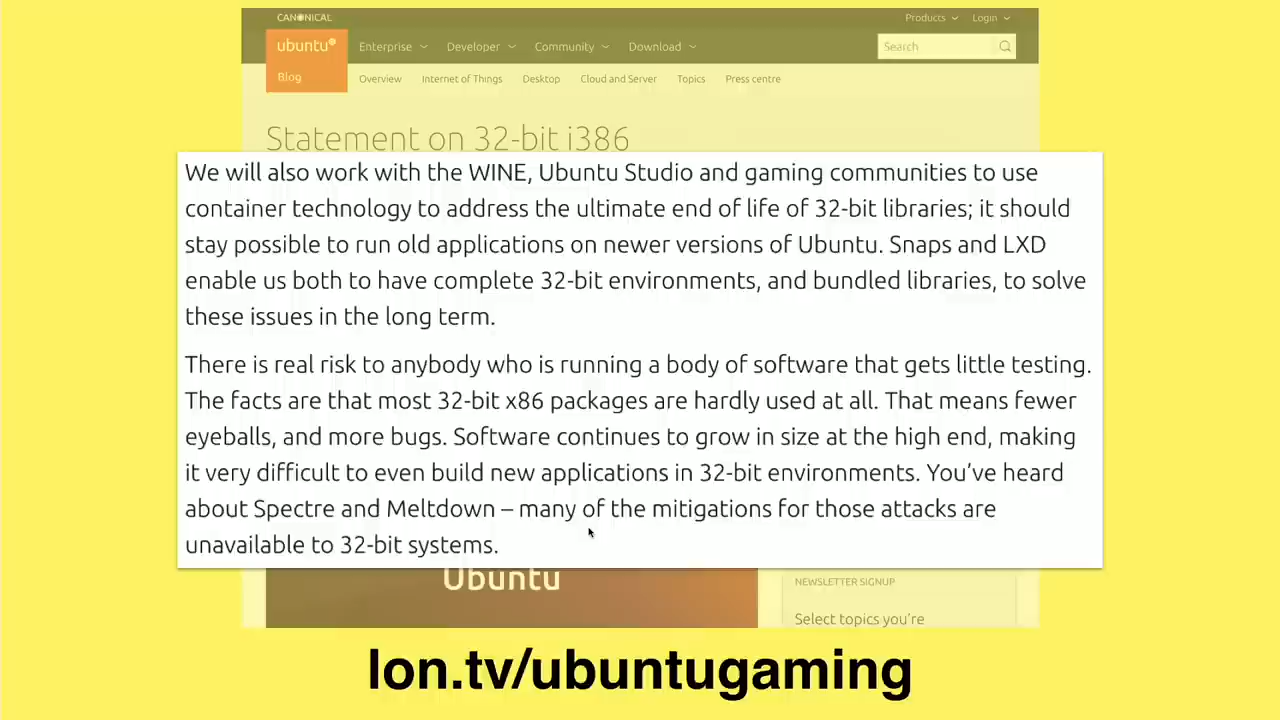 CANONICAL
Products Login
ubuntu Enterprise Developer Community Download Search
Blog Overview Internet of Things Desktop Cloud and Server Topics Press centre
Statement on 32-bit i386
We will also work with the WINE, Ubuntu Studio and gaming communities to use
container technology to address the ultimate end of life of 32-bit libraries; it should
stay possible to run old applications on newer versions of Ubuntu. Snaps and LXD
enable us both to have complete 32-bit environments, and bundled libraries, to solve
these issues in the long term.
There is real risk to anybody who is running a body of software that gets little testing.
The facts are that most 32-bit x86 packages are hardly used at all. That means fewer
eyeballs, and more bugs. Software continues to grow in size at the high end, making
it very difficult to even build new applications in 32-bit environments. You’ve heard
about Spectre and Meltdown – many of the mitigations for those attacks are
unavailable to 32-bit systems.
Ubuntu
NEWSLETTER SIGNUP
Select topics you’re
lon.tv/ubuntugaming